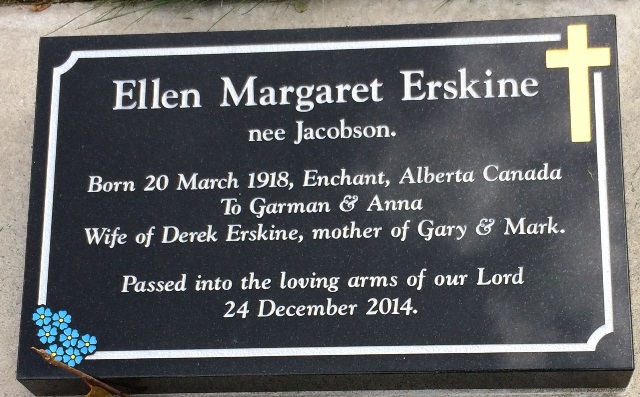 Ellen Margaret Erskine
nee Jacobson.
Born 20 March 1918, Enchant, Alberta Canada
To Garman & Anna
Wife of Derek Erskine, mother of Gary & Mark.
Passed into the loving arms of our Lord
24 December 2014.